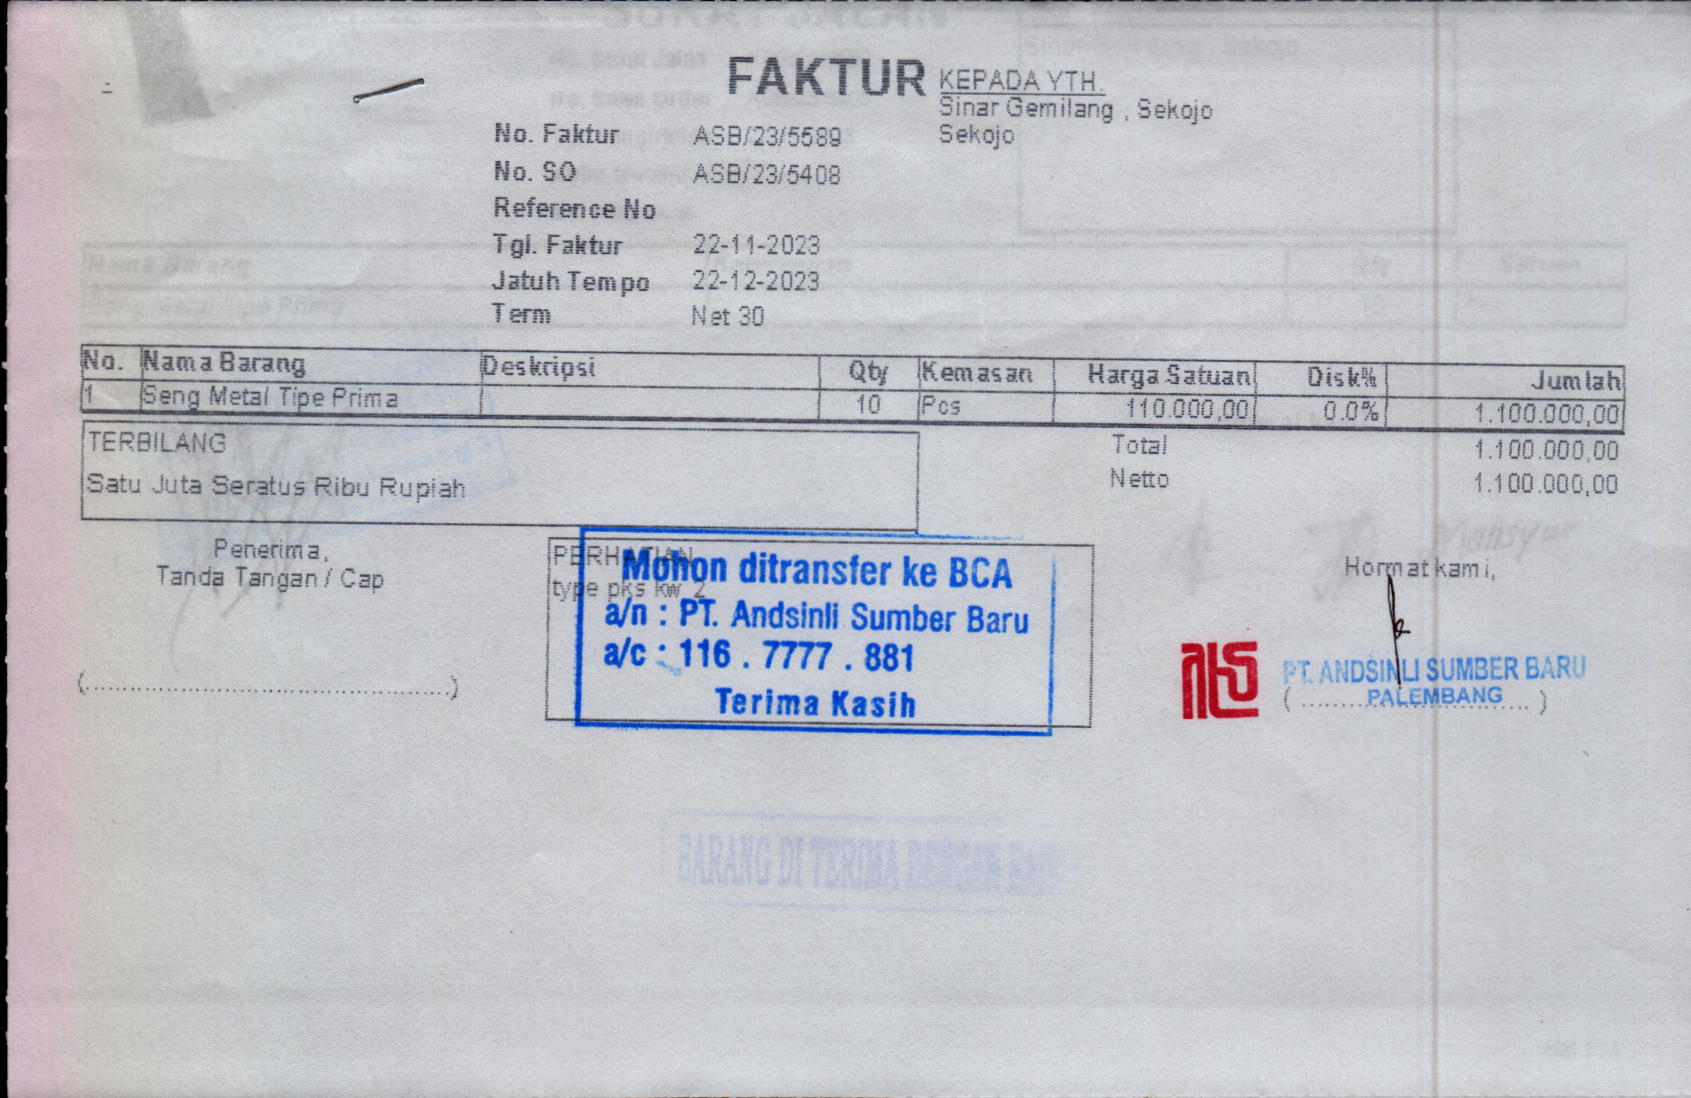 FAKTUR
KEPADA YTH.
Sinar Gemilang , Sekojo
Sekojo
No. Faktur ASB/23/5589
No. SO ASB/23/5408
Reference No
Tgl. Faktur 22-11-2023
Jatuh Tempo 22-12-2023
Term Net 30
No. Nama Barang Deskripsi Qty Kemasan Harga Satuan Disk% Jumlah
1 Seng Metal Tipe Prima 10 Pcs 110.000,00 0.0% 1.100.000,00
TERBILANG
Satu Juta Seratus Ribu Rupiah
Total 1.100.000,00
Netto 1.100.000,00
Penerima,
Tanda Tangan / Cap
(..........)
PERHATIAN
type pks kw 2
Mohon ditransfer ke BCA
a/n : PT. Andsinli Sumber Baru
a/c : 116 . 7777 . 881
Terima Kasih
Hormat kami,
PT. ANDSINLI SUMBER BARU
PALEMBANG
(..........)
BARANG DI TERIMA DENGAN